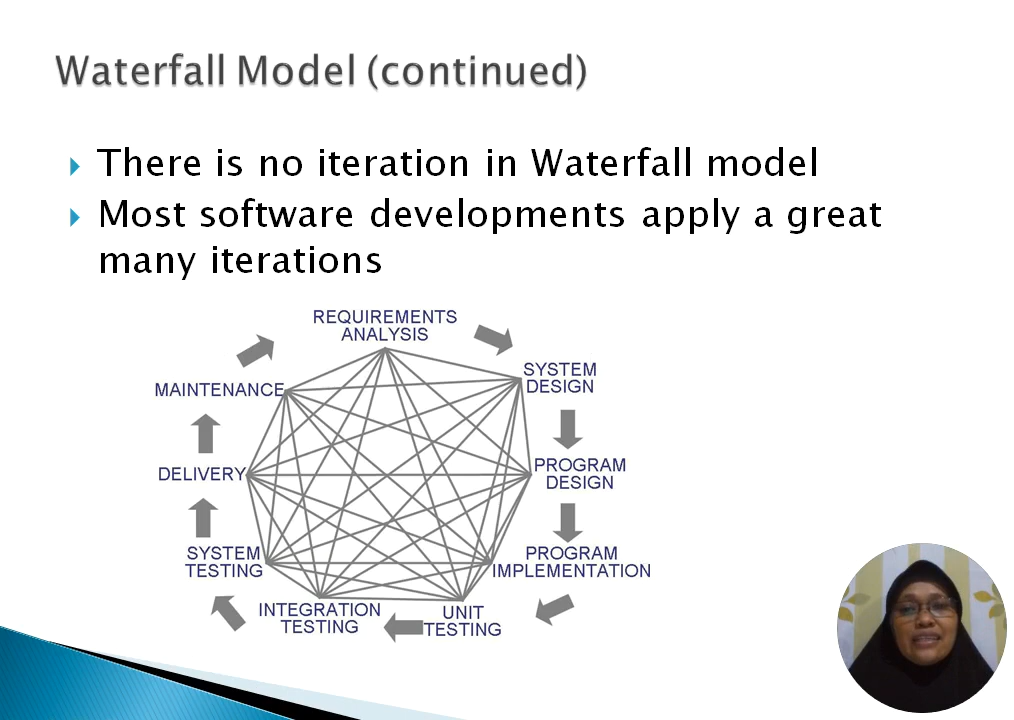 Waterfall Model (continued)
There is no iteration in Waterfall model
Most software developments apply a great
many iterations
REQUIREMENTS
ANALYSIS
SYSTEM
DESIGN
PROGRAM
DESIGN
PROGRAM
IMPLEMENTATION
UNIT
TESTING
INTEGRATION
TESTING
SYSTEM
TESTING
DELIVERY
MAINTENANCE